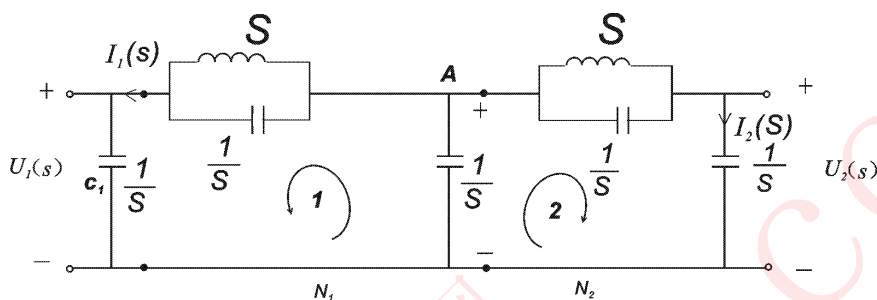 I₁(s)
S
S
A
+
+
+
1/S
1/S
I₂(S)
U₁(s)
c₁
1/S
1
1/S
2
1/S
U₂(s)
−
−
−
N₁
N₂